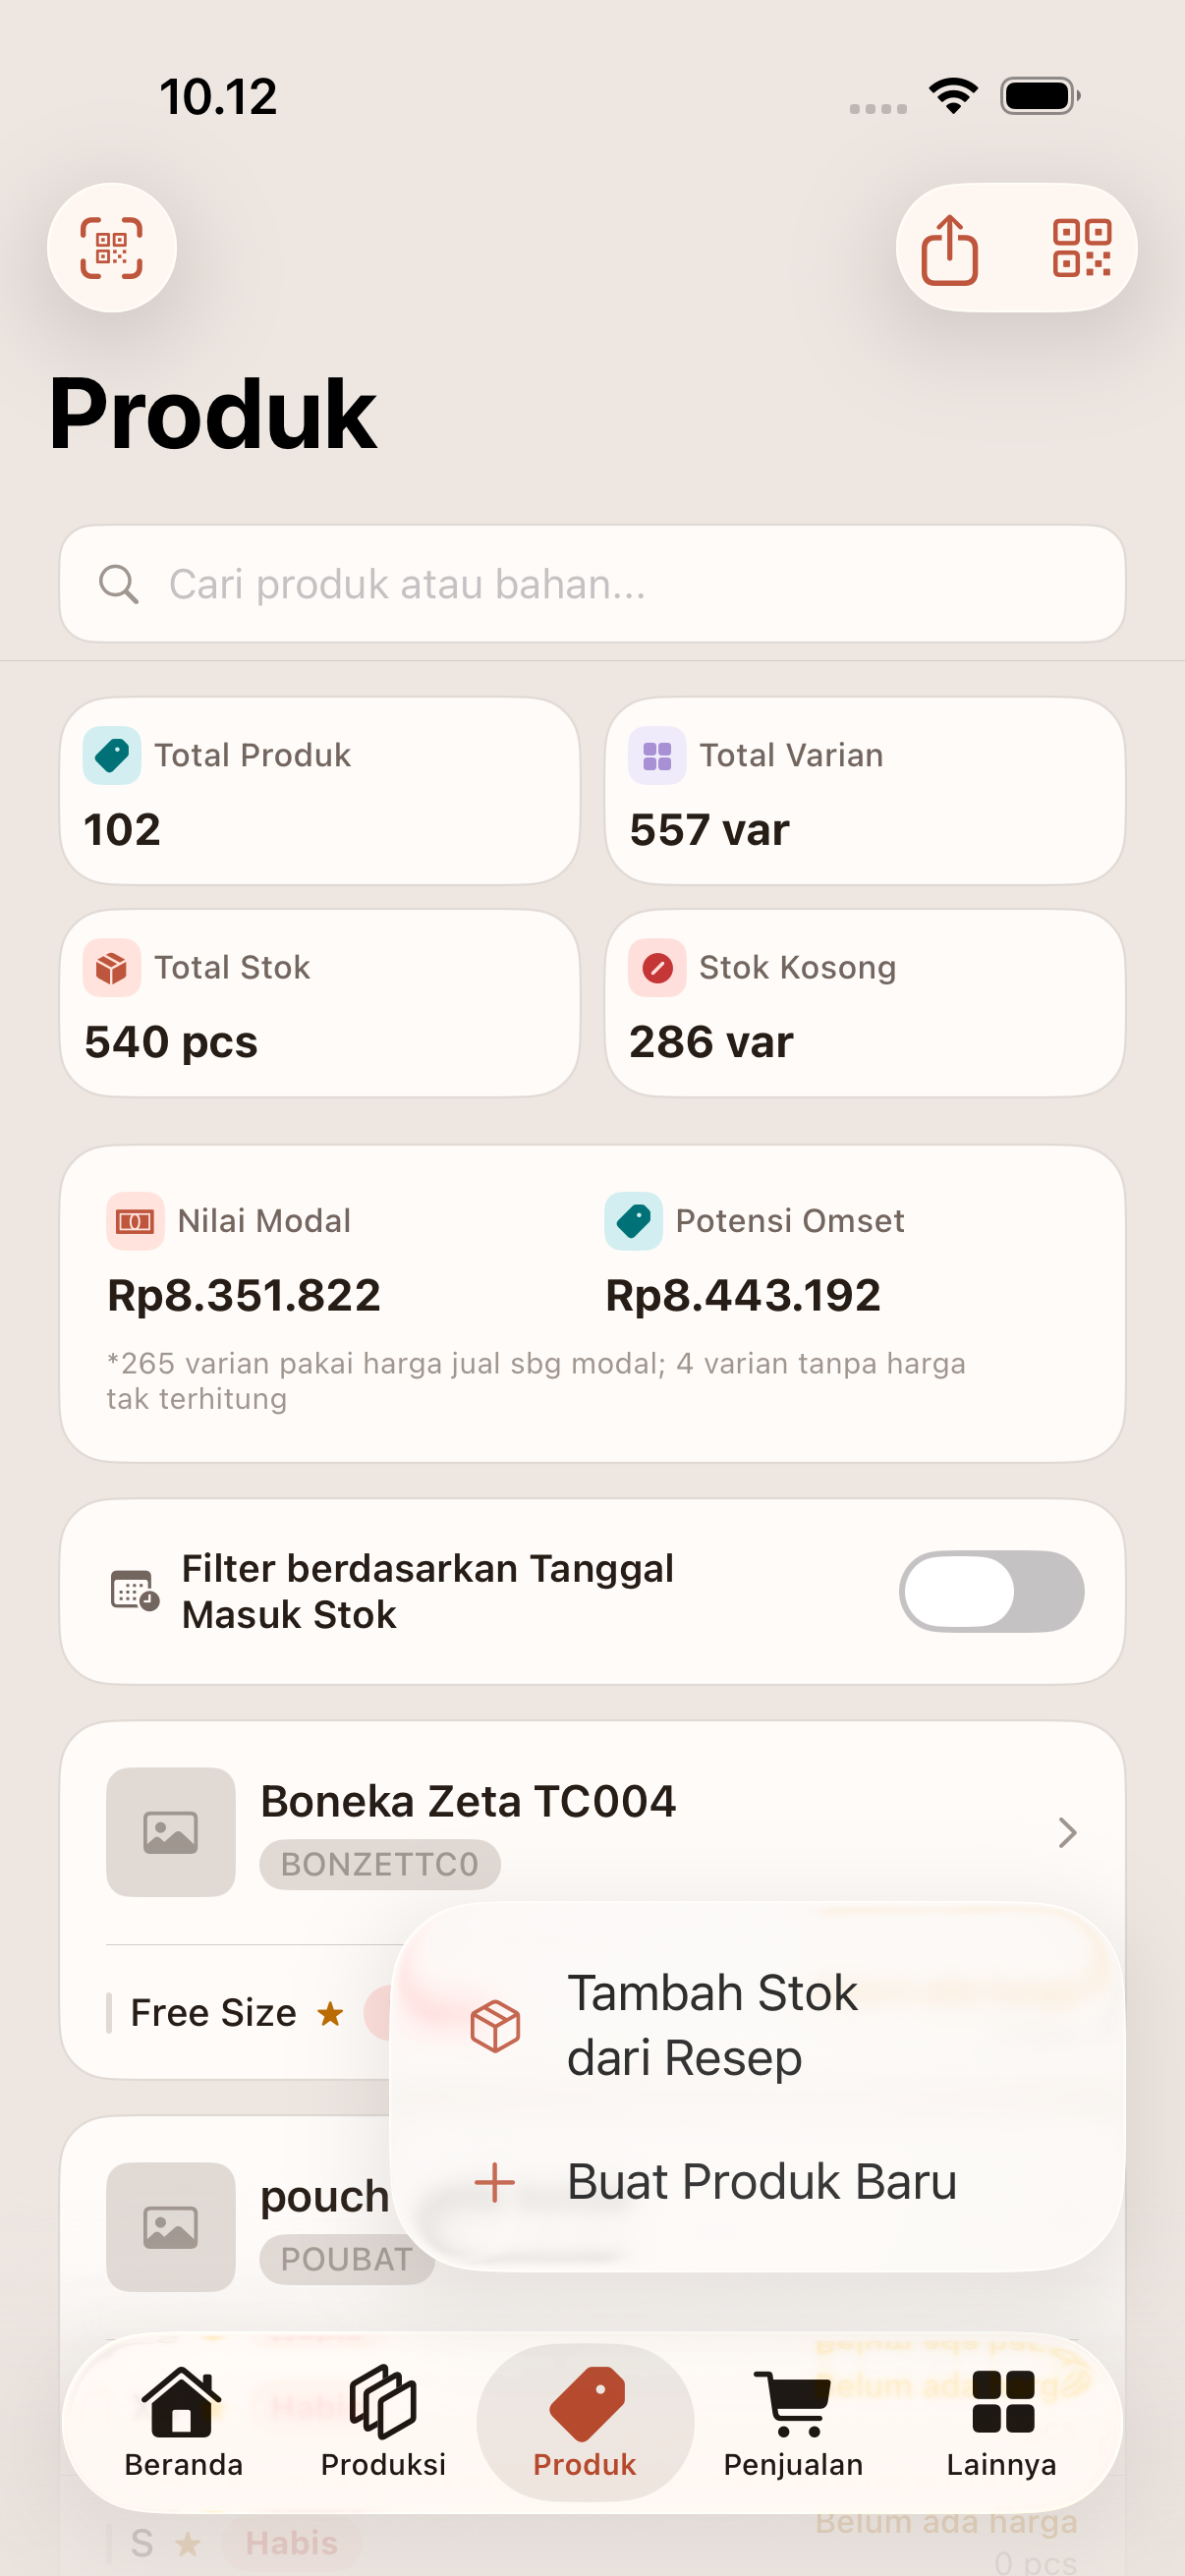 10.12
Produk
Cari produk atau bahan...
Total Produk
102
Total Varian
557 var
Total Stok
540 pcs
Stok Kosong
286 var
Nilai Modal
Rp8.351.822
Potensi Omset
Rp8.443.192
*265 varian pakai harga jual sbg modal; 4 varian tanpa harga
tak terhitung
Filter berdasarkan Tanggal
Masuk Stok
Boneka Zeta TC004
BONZETTC0
Free Size
Tambah Stok
dari Resep
Buat Produk Baru
pouch
POUBAT
Habis
Belum ada harga
Beranda
Produksi
Produk
Penjualan
Lainnya
S
Habis
Belum ada harga
0 pcs